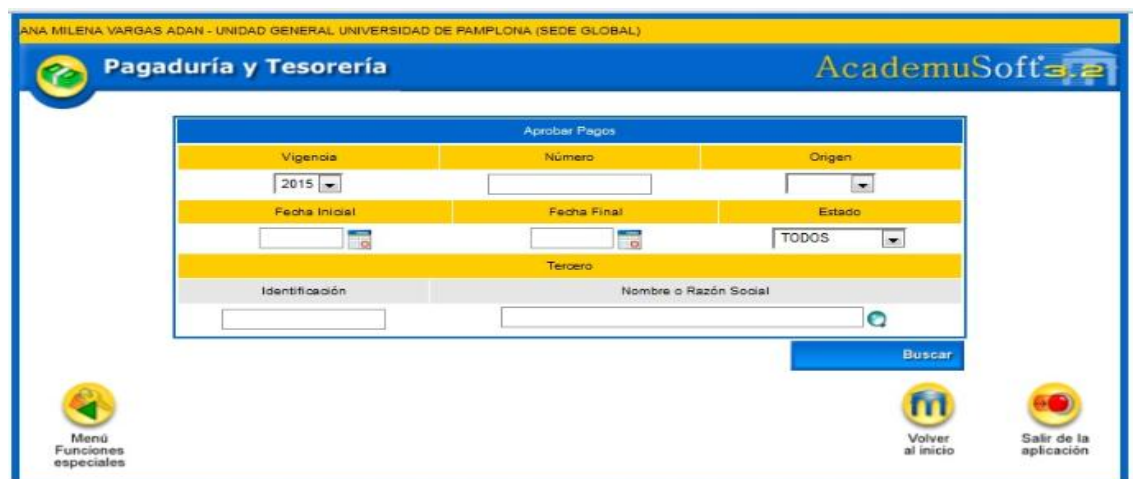 ANA MILENA VARGAS ADAN - UNIDAD GENERAL UNIVERSIDAD DE PAMPLONA (SEDE GLOBAL)
Pagaduría y Tesorería
AcademuSoft 3.2
Aprobar Pagos
Vigencia Número Origen
2015
Fecha Inicial Fecha Final Estado
TODOS
Tercero
Identificación Nombre o Razón Social
Buscar
Menú
Funciones
especiales
Volver
al inicio
Salir de la
aplicación